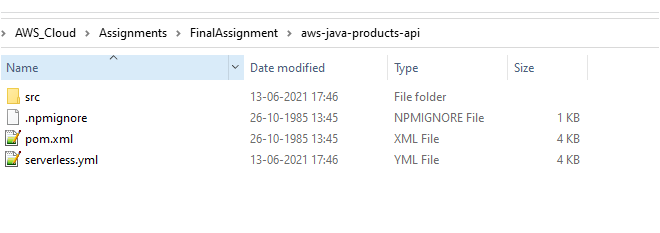 AWS_Cloud > Assignments > FinalAssignment > aws-java-products-api
Name Date modified Type Size
src 13-06-2021 17:46 File folder
.npmignore 26-10-1985 13:45 NPMIGNORE File 1 KB
pom.xml 26-10-1985 13:45 XML File 4 KB
serverless.yml 13-06-2021 17:46 YML File 4 KB